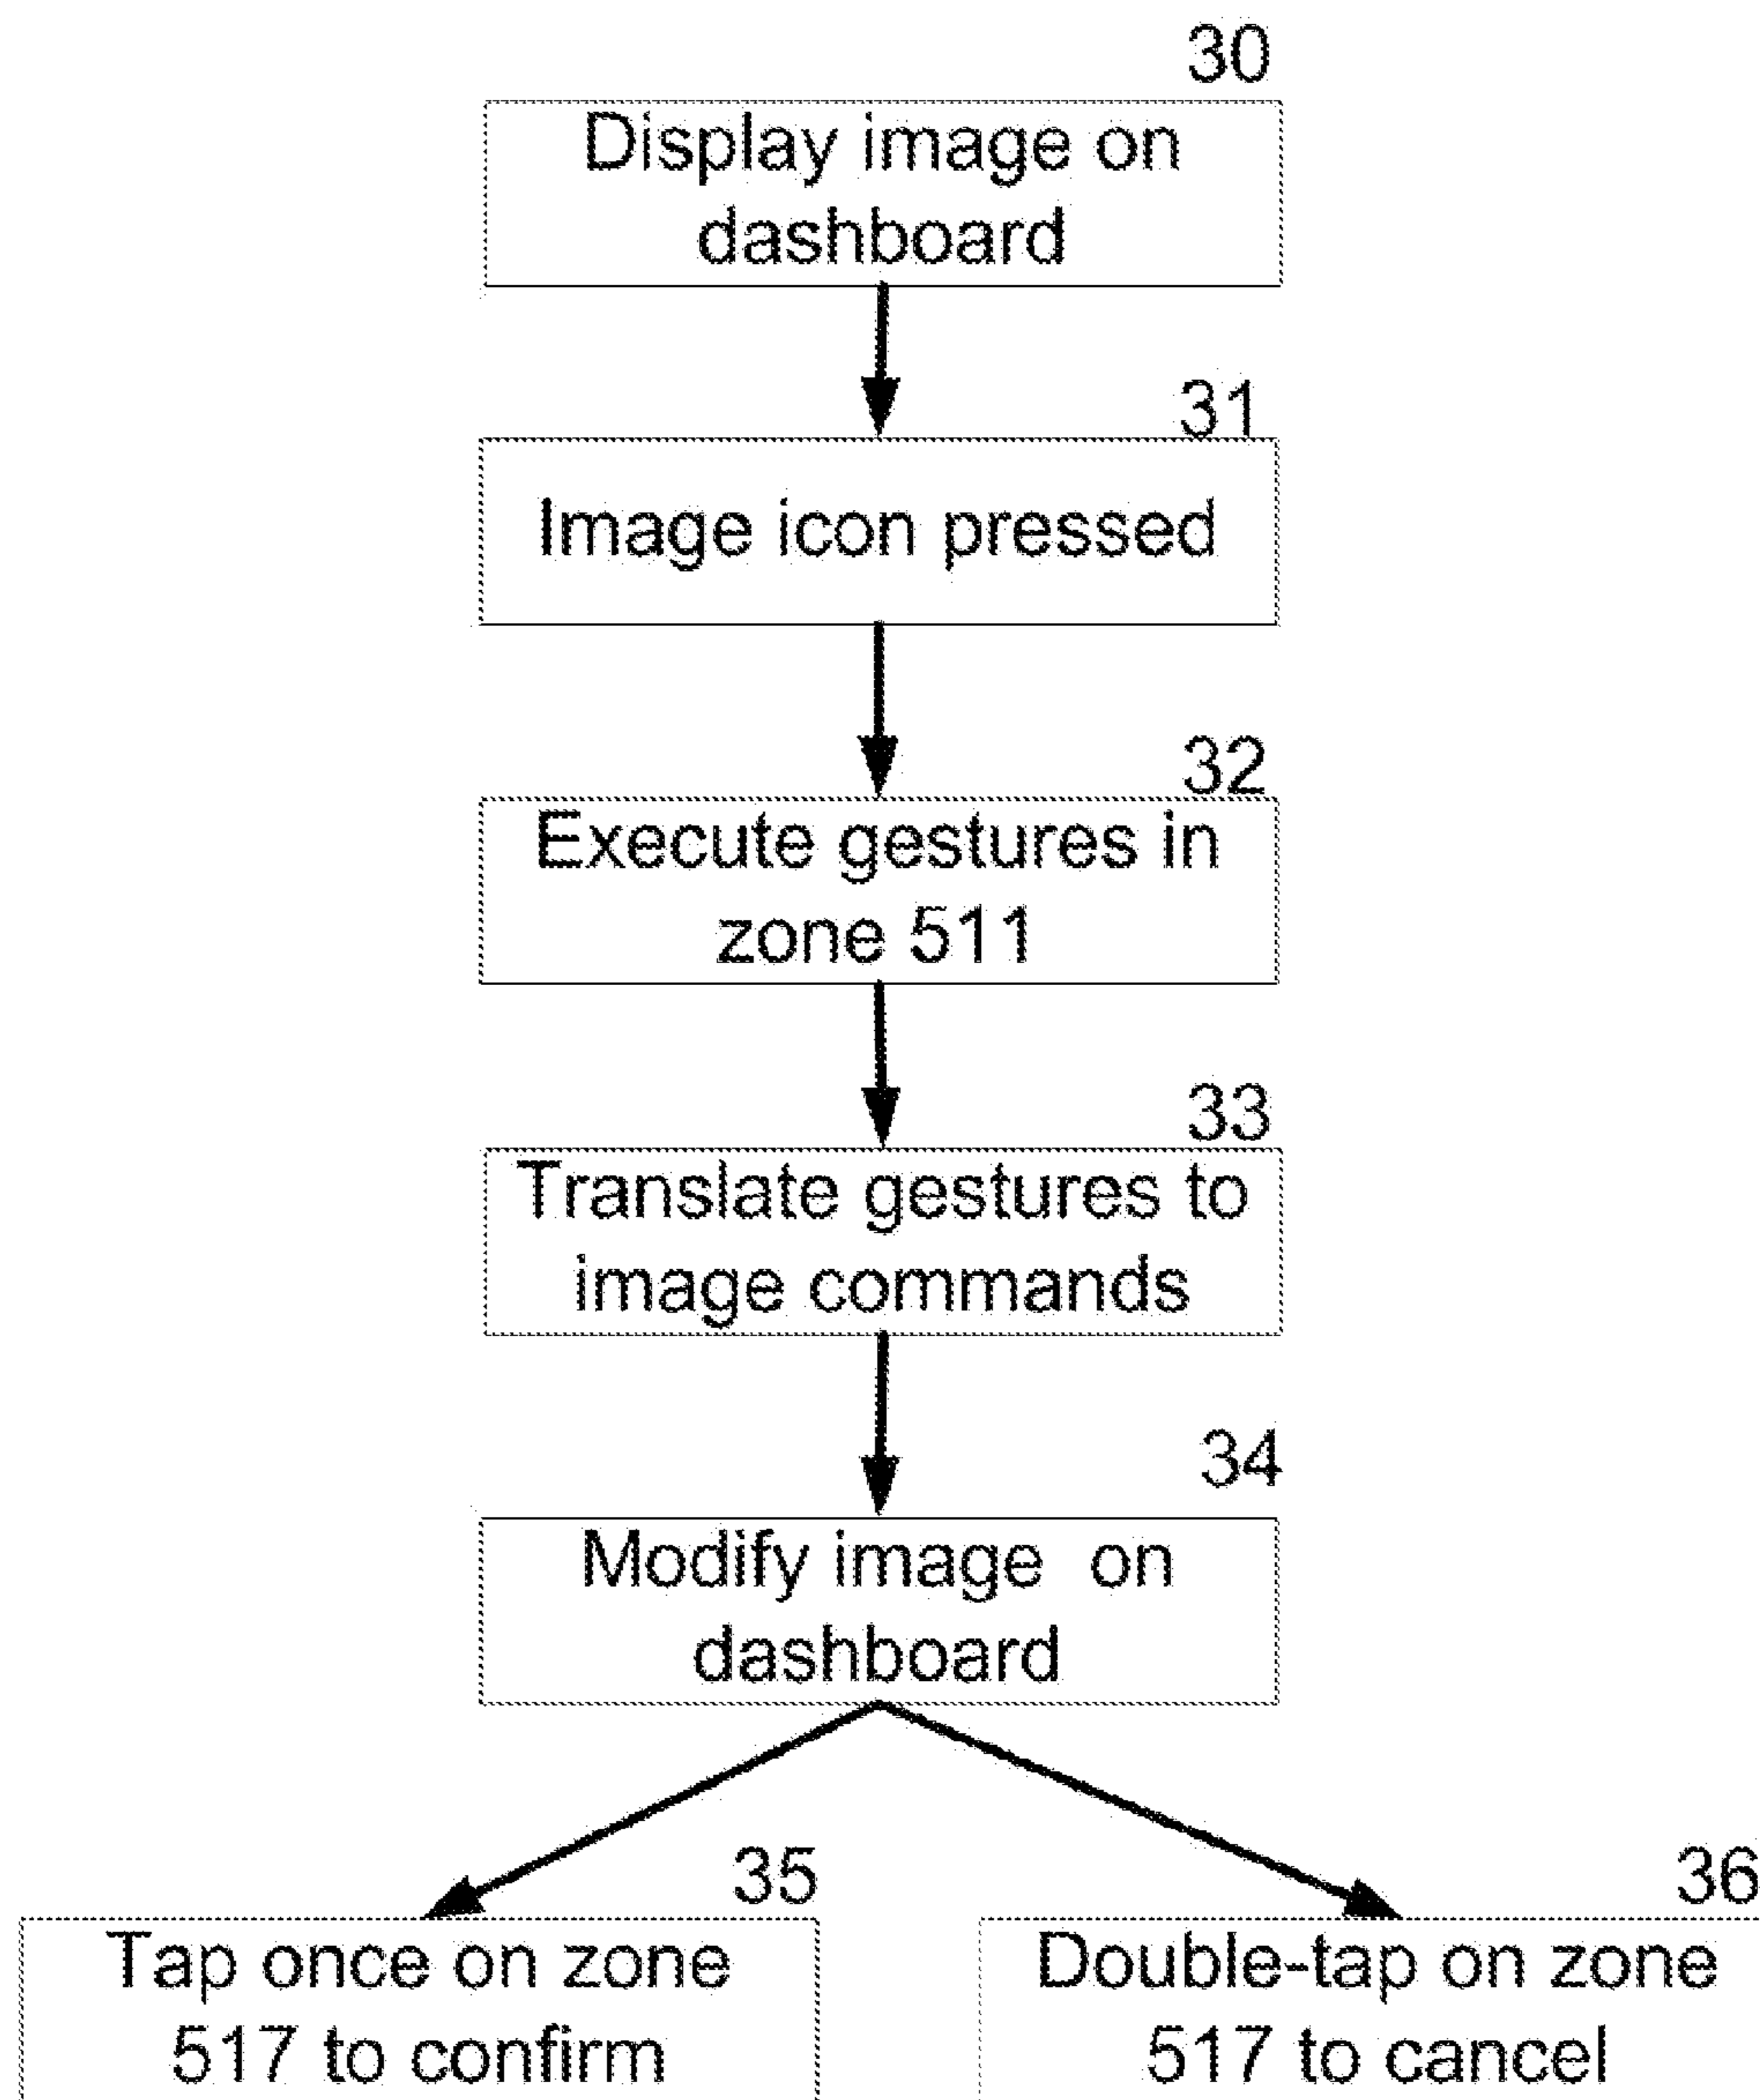 30
Display image on
dashboard
31
Image icon pressed
32
Execute gestures in
zone 511
33
Translate gestures to
image commands
34
Modify image on
dashboard
35
Tap once on zone
517 to confirm
36
Double-tap on zone
517 to cancel